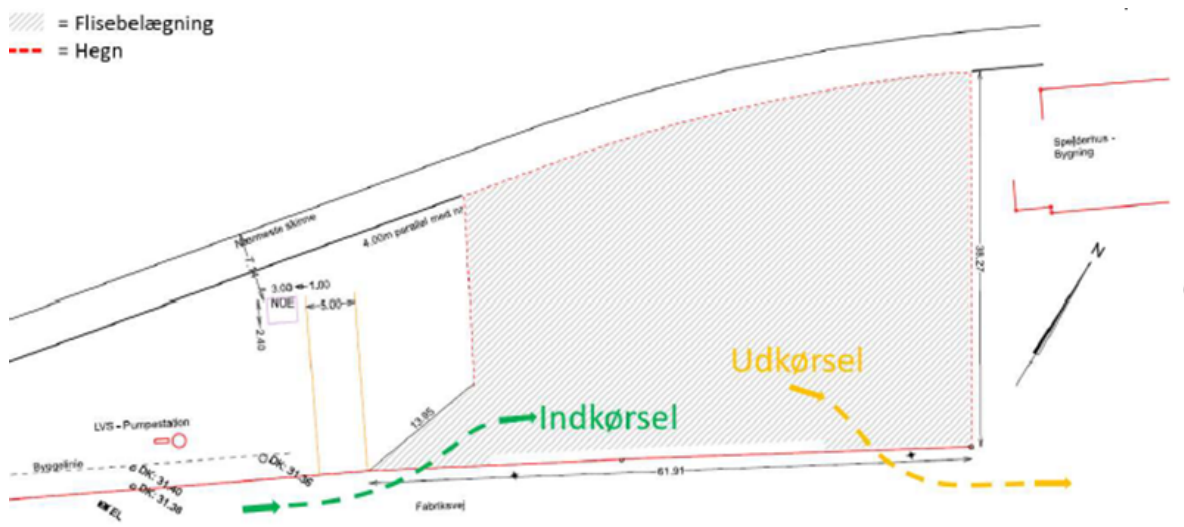 = Flisebelægning
= Hegn
Spejderhus -
Bygning
Nærmeste skinne
4.00m parallel med
N
38.27
3.00
1.00
NOE
5.00
2.40
Udkørsel
Indkørsel
13.95
LVS - Pumpestation
Byggelinie
DK: 31.40
DK: 31.38
DK: 31.56
EL
61.91
Fabriksvej